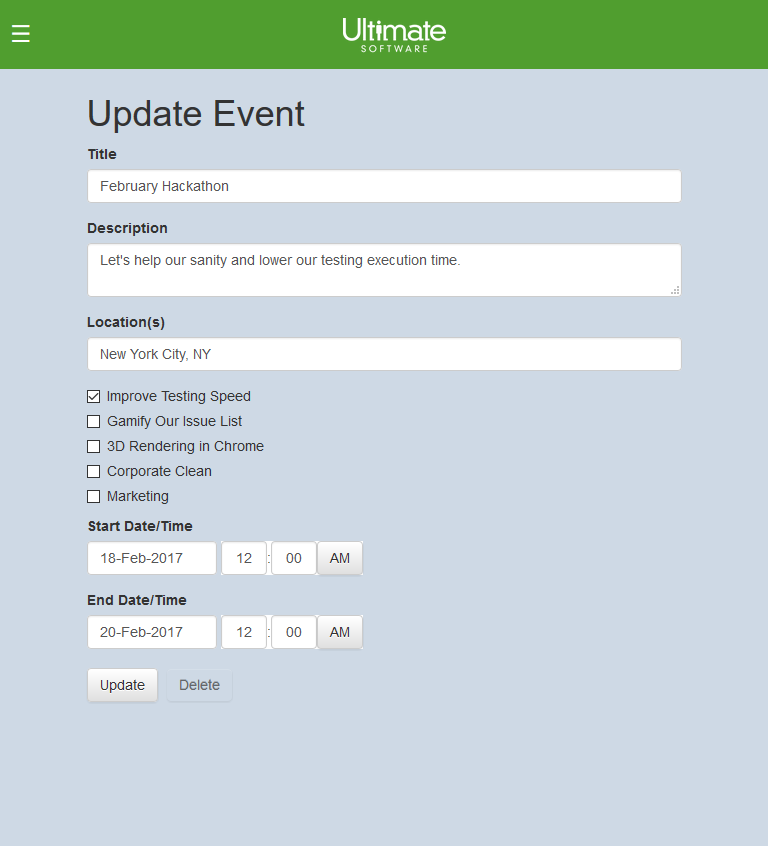 Ultimate
SOFTWARE
Update Event
Title
February Hackathon
Description
Let's help our sanity and lower our testing execution time.
Location(s)
New York City, NY
Improve Testing Speed
Gamify Our Issue List
3D Rendering in Chrome
Corporate Clean
Marketing
Start Date/Time
18-Feb-2017 12 : 00 AM
End Date/Time
20-Feb-2017 12 : 00 AM
Update Delete